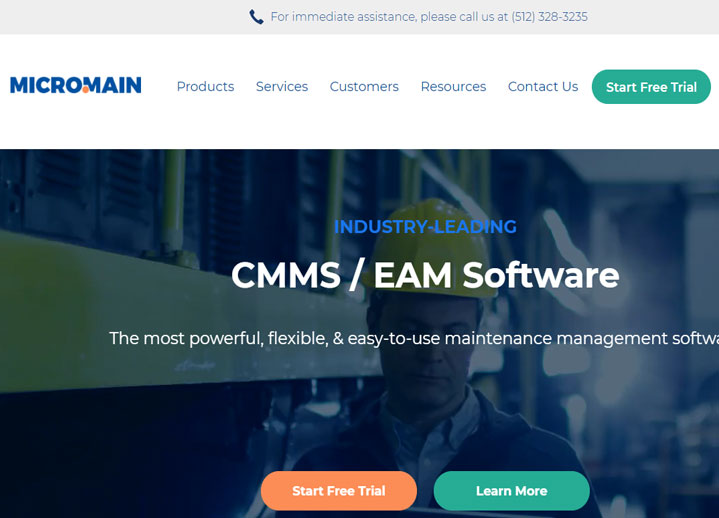 For immediate assistance, please call us at (512) 328-3235
MICROMAIN
Products Services Customers Resources Contact Us Start Free Trial
INDUSTRY-LEADING
CMMS / EAM Software
The most powerful, flexible, & easy-to-use maintenance management softwa
Start Free Trial Learn More